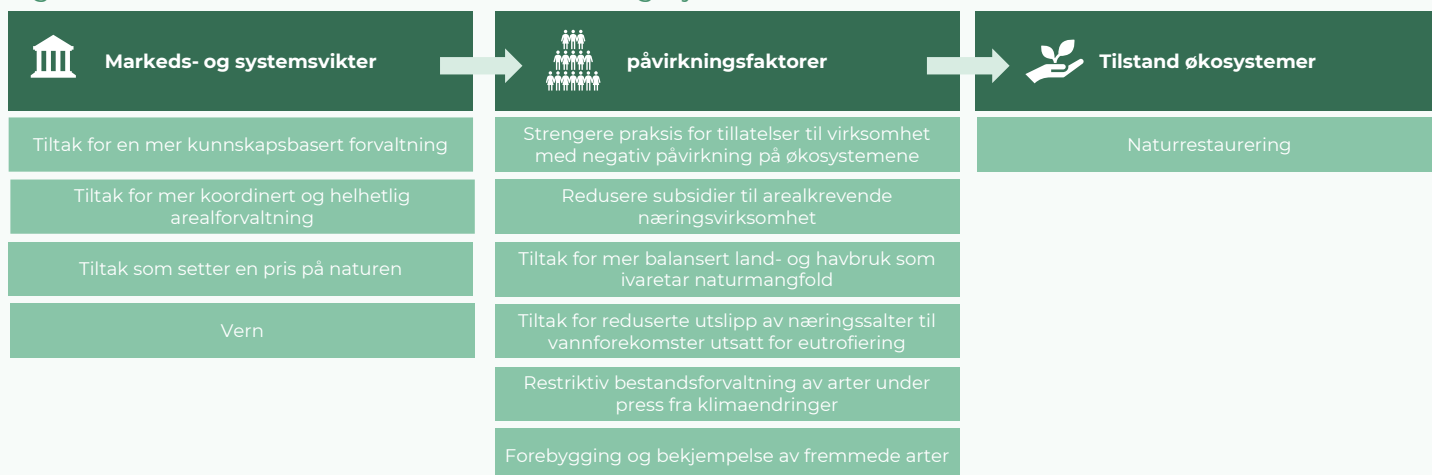 Markeds- og systemsvikter
Tiltak for en mer kunnskapsbasert forvaltning
Tiltak for mer koordinert og helhetlig
arealforvaltning
Tiltak som setter en pris på naturen
Vern
påvirkningsfaktorer
Strengere praksis for tillatelser til virksomhet
med negativ påvirkning på økosystemene
Redusere subsidier til arealkrevende
næringsvirksomhet
Tiltak for mer balansert land- og havbruk som
ivaretar naturmangfold
Tiltak for reduserte utslipp av næringssalter til
vannforekomster utsatt for eutrofiering
Restriktiv bestandsforvaltning av arter under
press fra klimaendringer
Forebygging og bekjempelse av fremmede arter
Tilstand økosystemer
Naturrestaurering